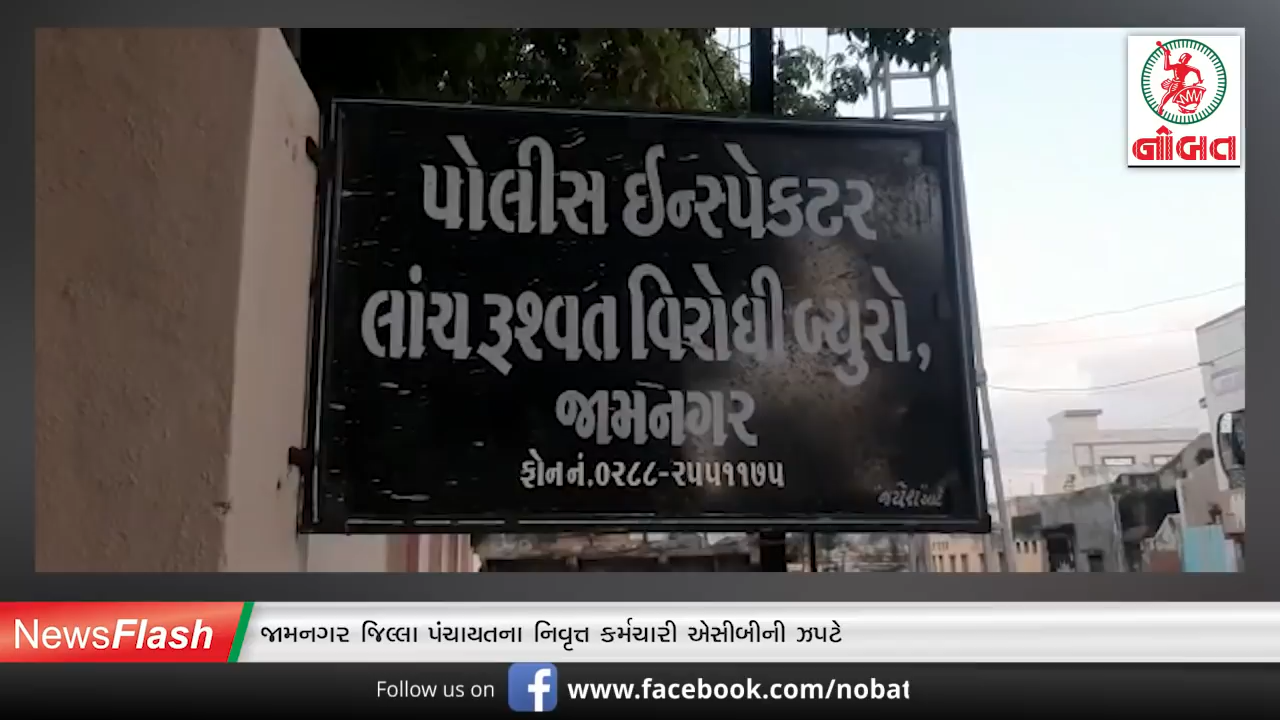 નોબત
પોલીસ ઈન્સ્પેકટર
લાંચ રૂશ્વત વિરોધી બ્યુરો,
જામનગર
ફોન નં.૦૨૮૮-૨૫૫૧૧૭૫
NewsFlash
જામનગર જિલ્લા પંચાયતના નિવૃત્ત કર્મચારી એસીબીની ઝપટે
Follow us on f www.facebook.com/nobat